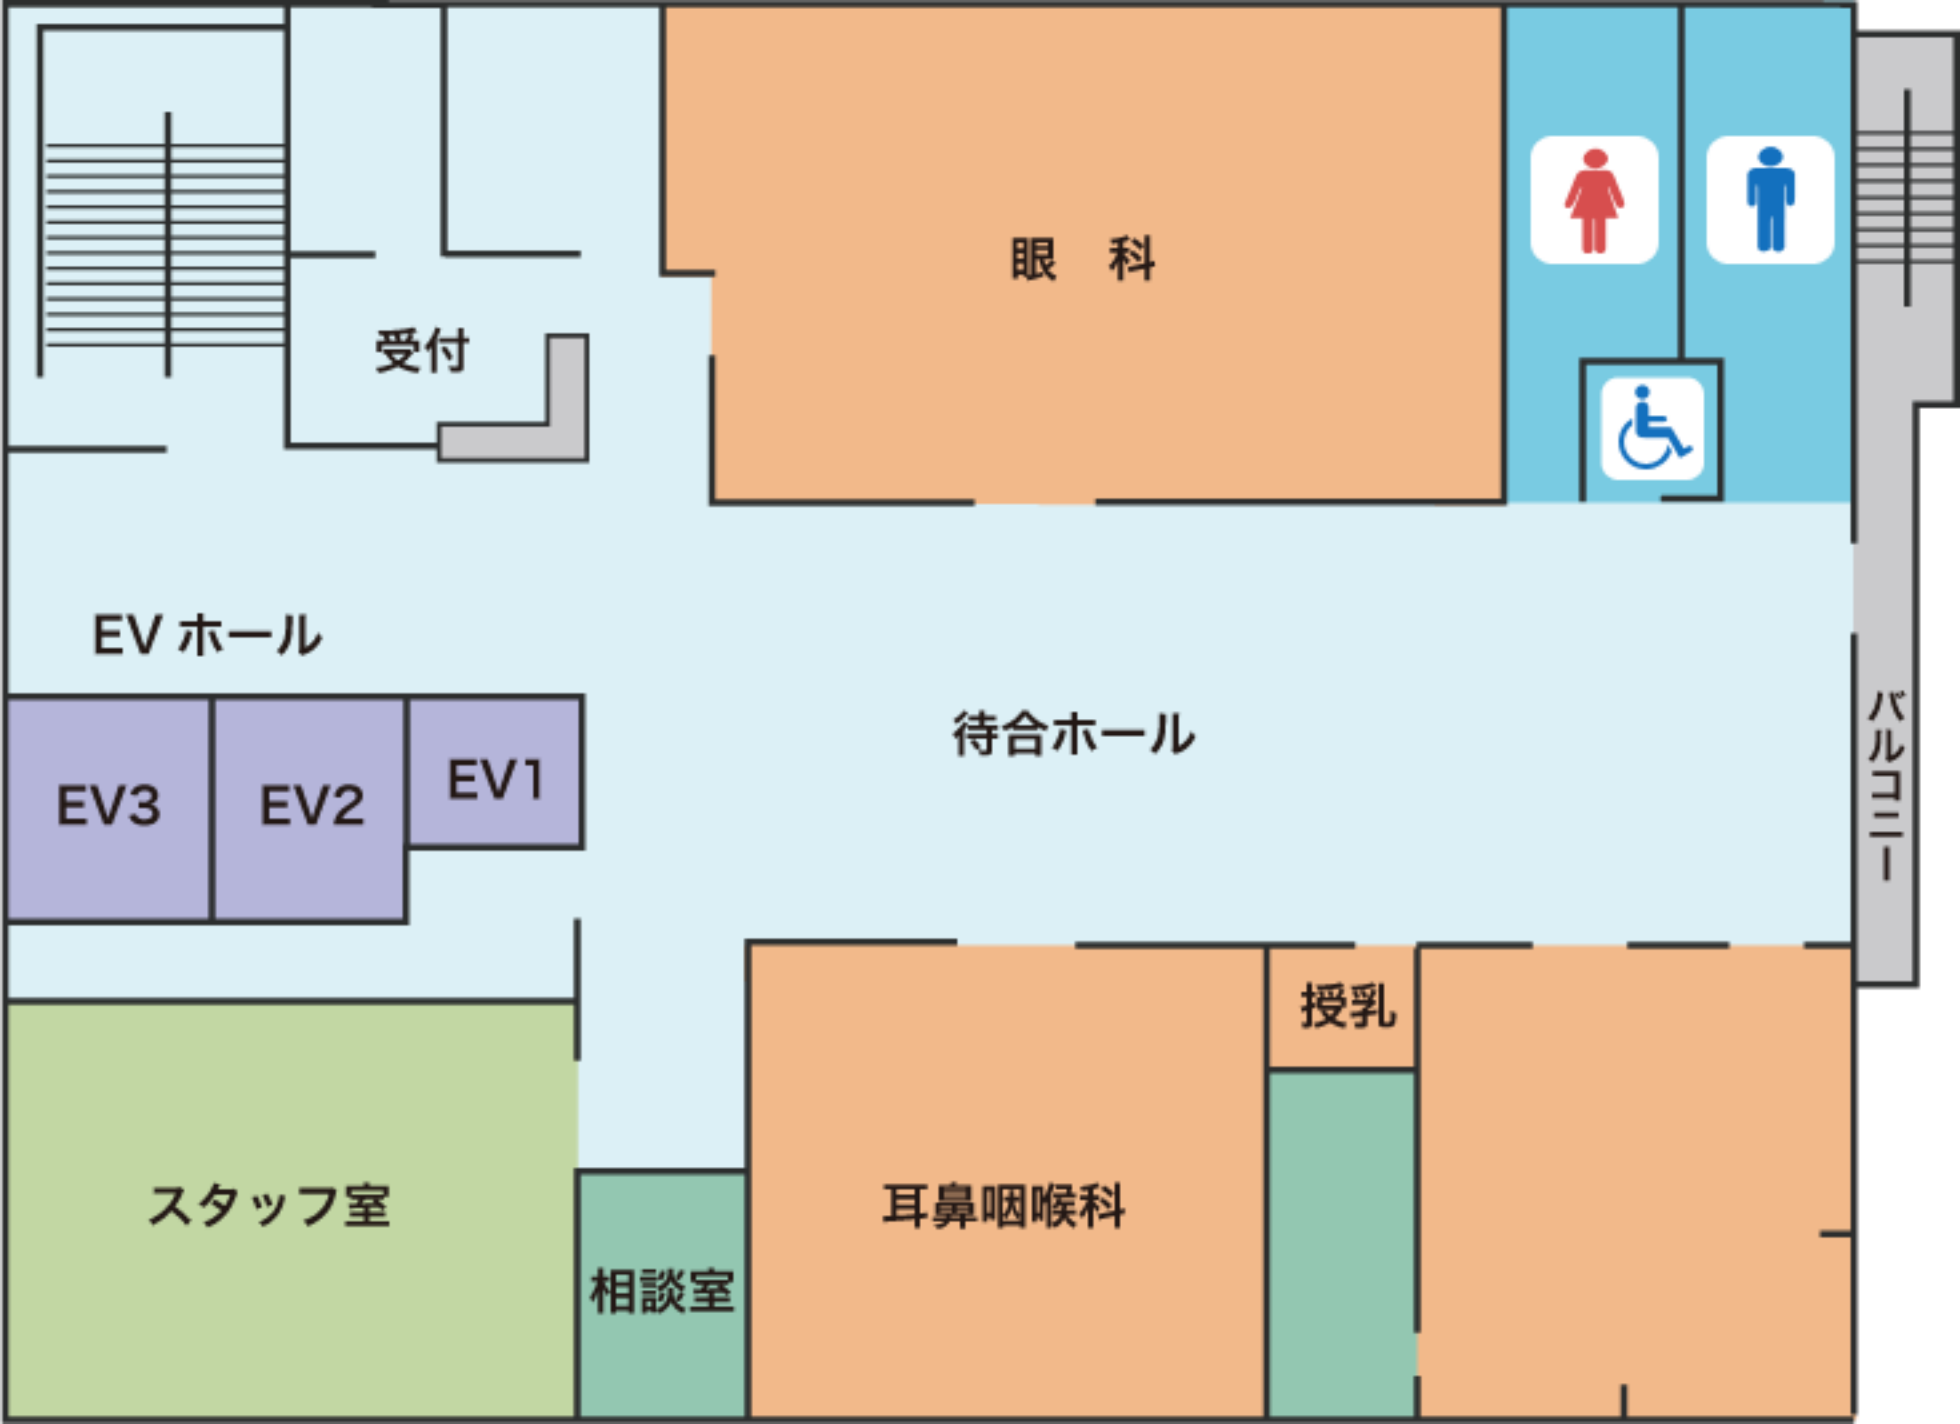 眼　科
受付
EV ホール
待合ホール
バルコニー
EV3
EV2
EV1
授乳
スタッフ室
耳鼻咽喉科
相談室